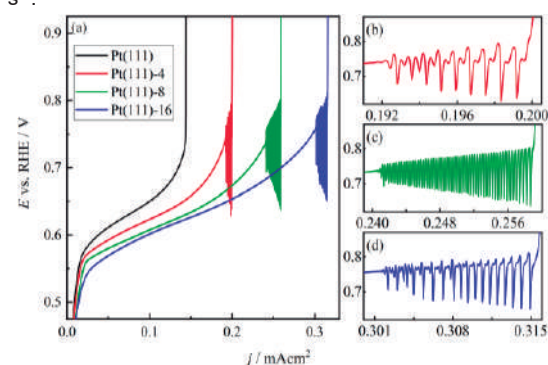 s .
(a)
Pt(111)
Pt(111)-4
Pt(111)-8
Pt(111)-16
E vs. RHE / V
0.9
0.8
0.7
0.6
0.5
0.0 0.1 0.2 0.3
j / mAcm²
(b)
0.8
0.7
0.192 0.196 0.200
(c)
0.8
0.7
0.240 0.248 0.256
(d)
0.8
0.7
0.301 0.308 0.315